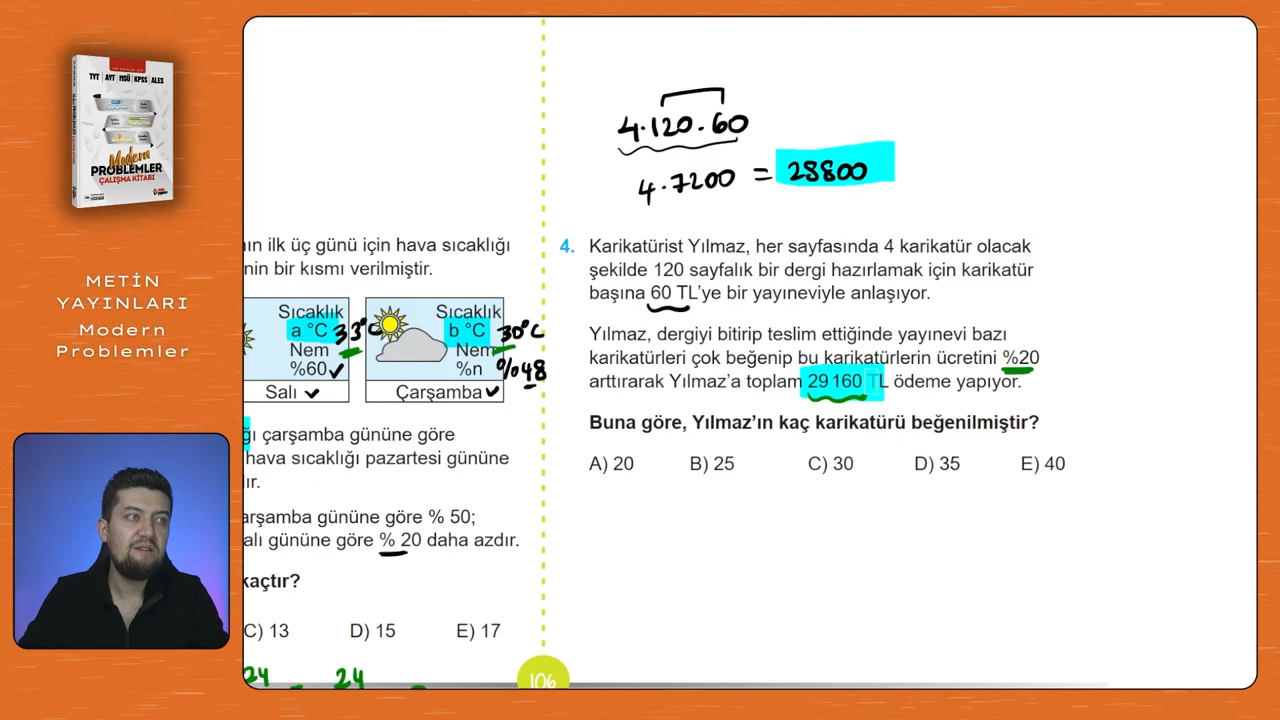 TYT | AYT | MSÜ | KPSS | ALES
Modern
PROBLEMLER
ÇALIŞMA KİTABI
METİN
YAYINLARI
Modern
Problemler
nın ilk üç günü için hava sıcaklığı
nin bir kısmı verilmiştir.
Sıcaklık
a °C
33°C
Nem
%60
Salı
Sıcaklık
b °C
30°C
Nem
%n
%48
Çarşamba
ğı çarşamba gününe göre
hava sıcaklığı pazartesi gününe
ır.
arşamba gününe göre % 50;
alı gününe göre % 20 daha azdır.
kaçtır?
C) 13 D) 15 E) 17
24 24
=
106
4·120·60
4·7200 = 28800
4. Karikatürist Yılmaz, her sayfasında 4 karikatür olacak
şekilde 120 sayfalık bir dergi hazırlamak için karikatür
başına 60 TL'ye bir yayıneviyle anlaşıyor.
Yılmaz, dergiyi bitirip teslim ettiğinde yayınevi bazı
karikatürleri çok beğenip bu karikatürlerin ücretini %20
arttırarak Yılmaz'a toplam 29 160 TL ödeme yapıyor.
Buna göre, Yılmaz'ın kaç karikatürü beğenilmiştir?
A) 20 B) 25 C) 30 D) 35 E) 40